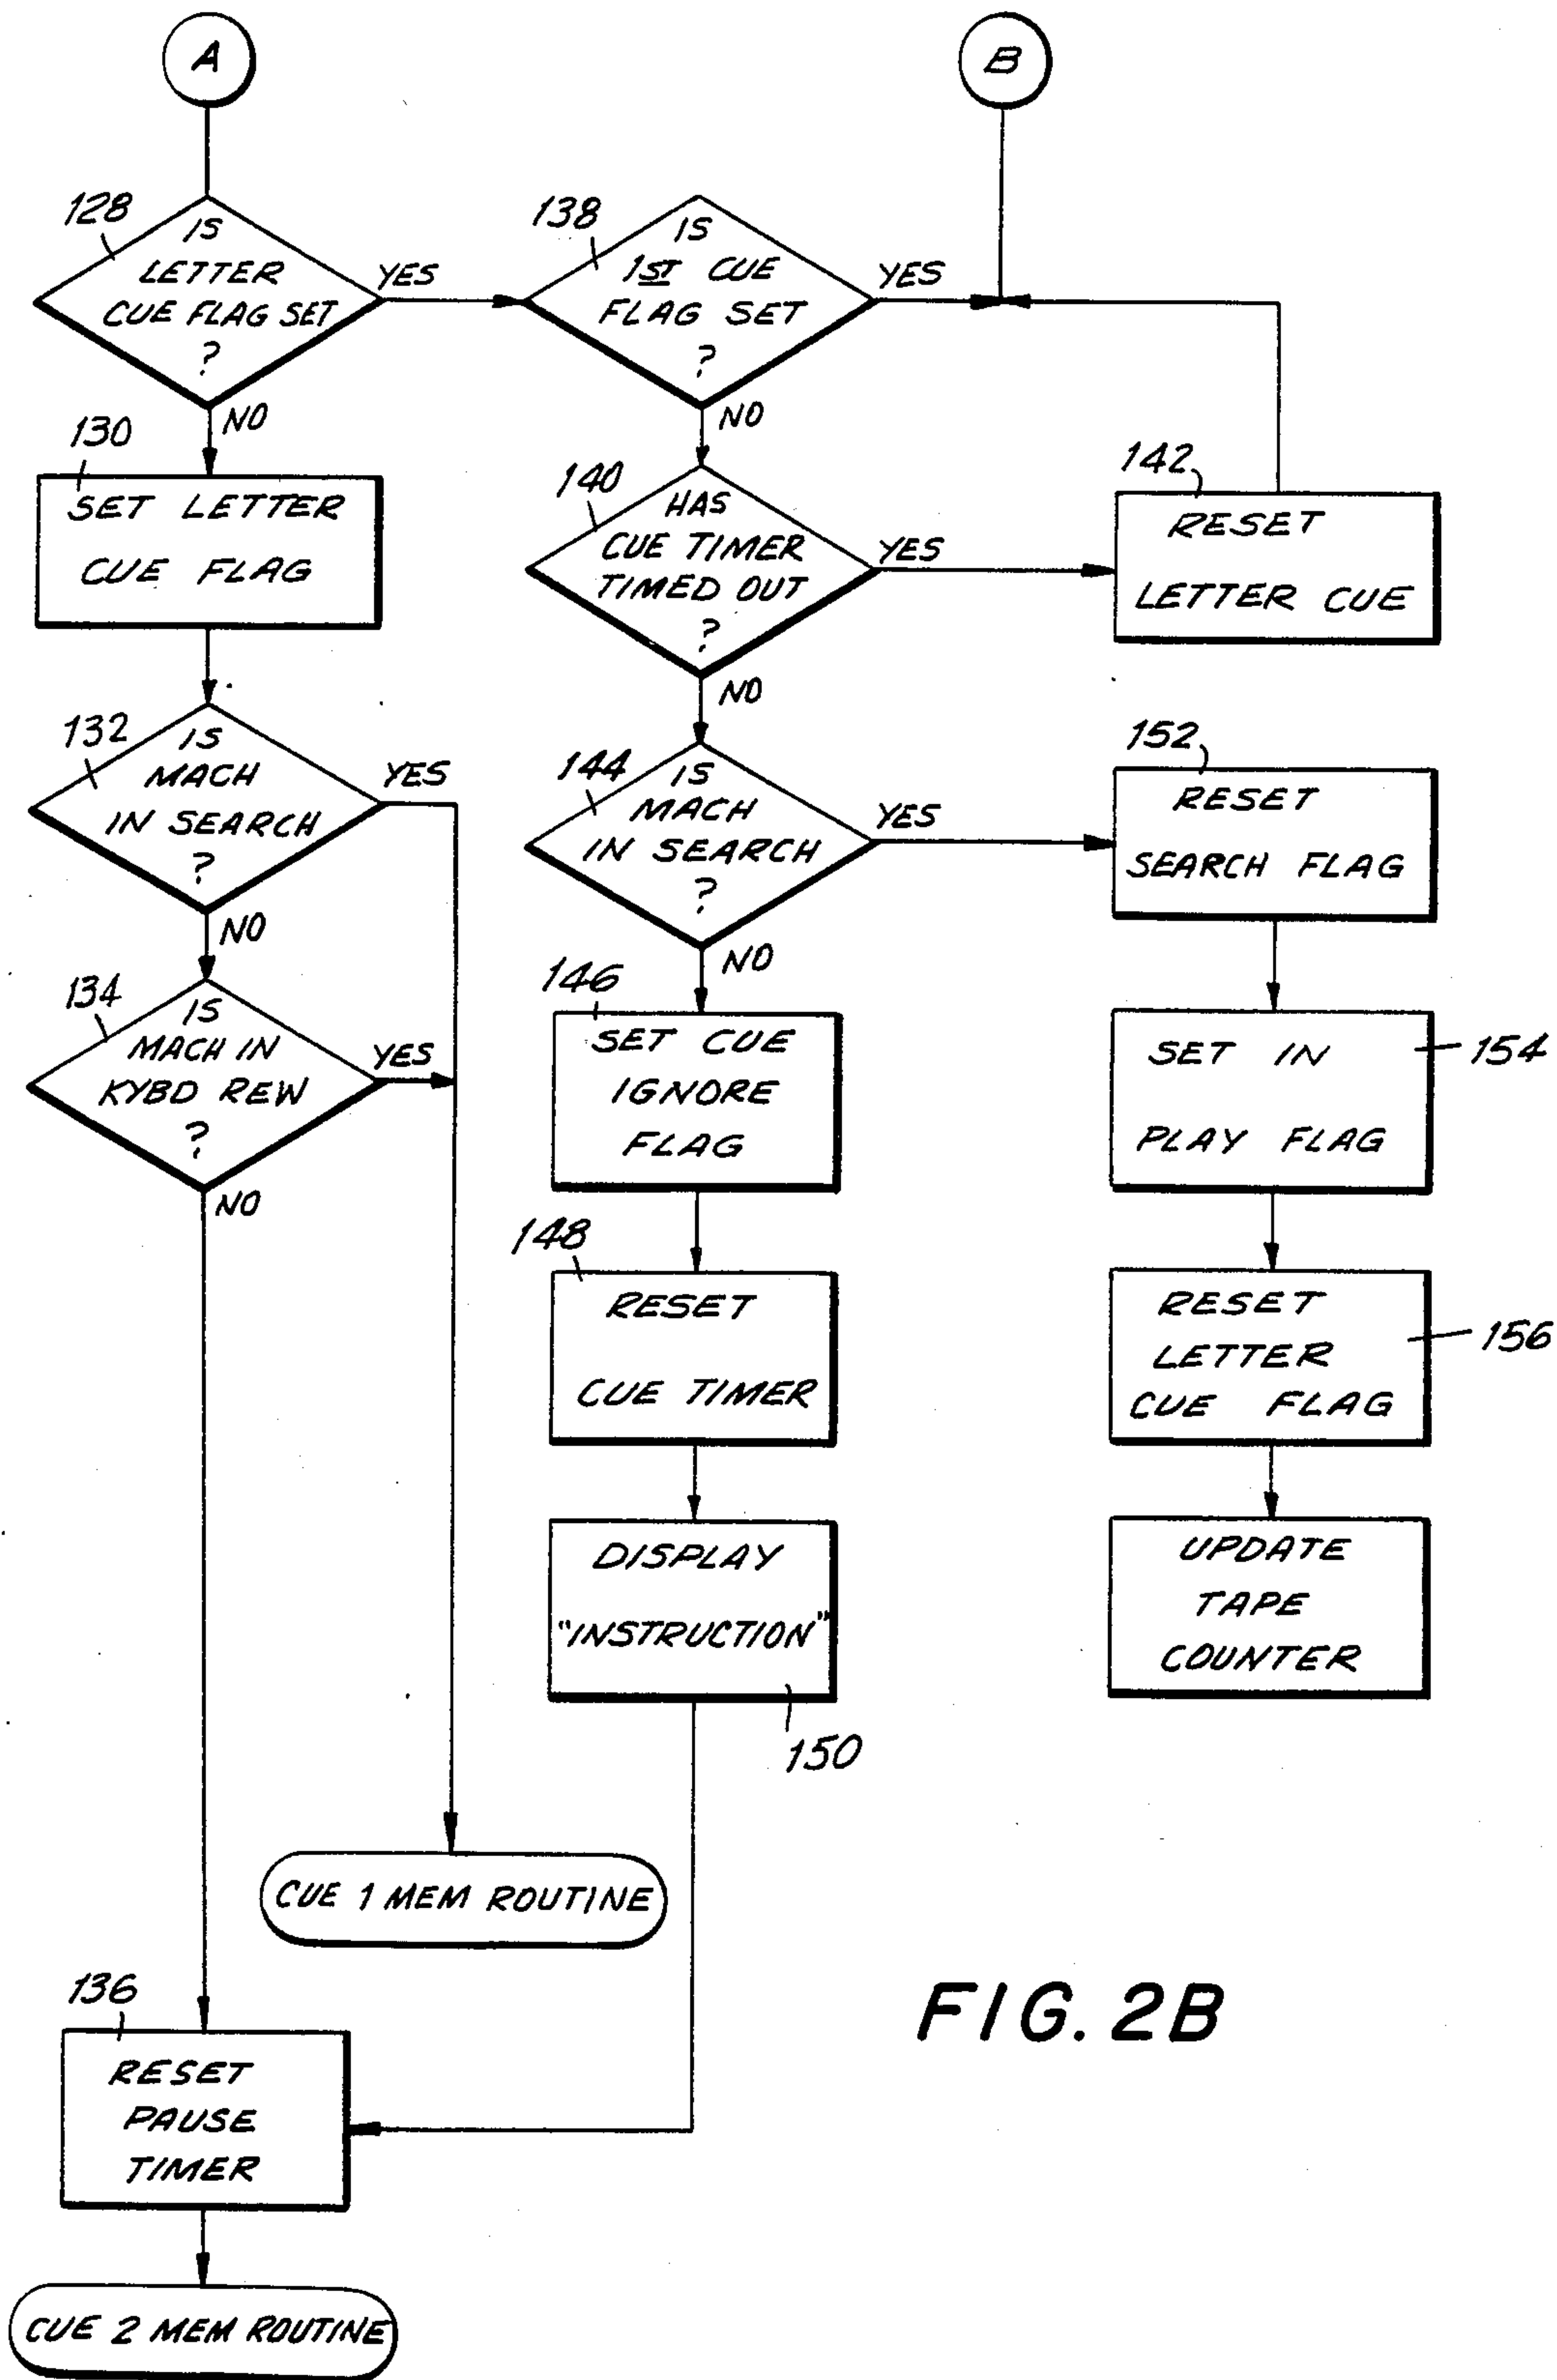 A
B
128
IS
LETTER
CUE FLAG SET
?
YES
NO
138
IS
1ST CUE
FLAG SET
?
YES
NO
130
SET LETTER
CUE FLAG
140
HAS
CUE TIMER
TIMED OUT
?
YES
NO
142
RESET
LETTER CUE
132
IS
MACH
IN SEARCH
?
YES
NO
144
IS
MACH
IN SEARCH
?
YES
NO
152
RESET
SEARCH FLAG
134
IS
MACH IN
KYBD REW
?
YES
NO
146
SET CUE
IGNORE
FLAG
SET IN
PLAY FLAG
154
148
RESET
CUE TIMER
RESET
LETTER
CUE FLAG
156
DISPLAY
"INSTRUCTION"
150
UPDATE
TAPE
COUNTER
CUE 1 MEM ROUTINE
136
RESET
PAUSE
TIMER
CUE 2 MEM ROUTINE
FIG. 2B